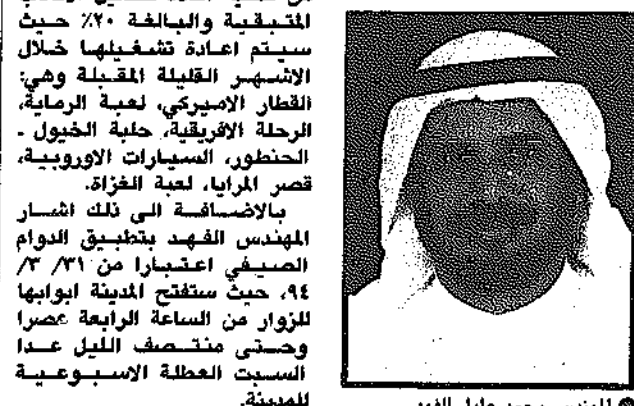 المتبقية والبالغة ٢٠٪ حيث
سيتم اعادة تشغيلها خلال
الاشهر القليلة المقبلة وهي:
القطار الاميركي، لعبة الرماية،
الرحلة الافريقية، حلبة الخيول ـ
الحنطور، السيارات الاوروبية،
قصر المرايا، لعبة الغزاة.
بالاضافة الى ذلك اشار
المهندس الفهد بتطبيق الدوام
الصيفي اعتبارا من ٣١/ ٣/
٩٤، حيث ستفتح المدينة ابوابها
للزوار من الساعة الرابعة عصرا
وحتى منتصف الليل عدا
السبت العطلة الاسبوعية
للمدينة.